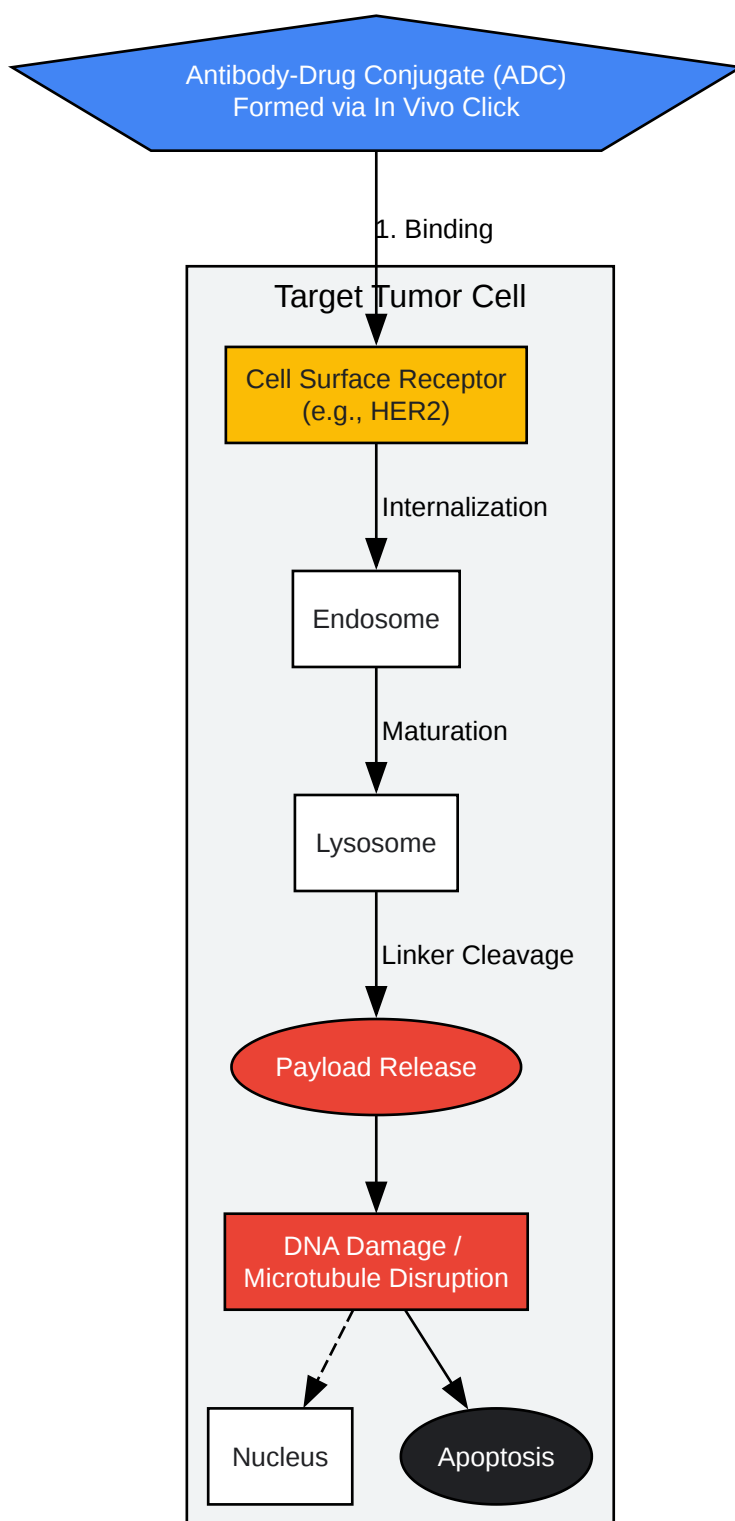 Antibody-Drug Conjugate (ADC)
Formed via In Vivo Click
1. Binding
Target Tumor Cell
Cell Surface Receptor
(e.g., HER2)
Internalization
Endosome
Maturation
Lysosome
Linker Cleavage
Payload Release
DNA Damage /
Microtubule Disruption
Nucleus
Apoptosis